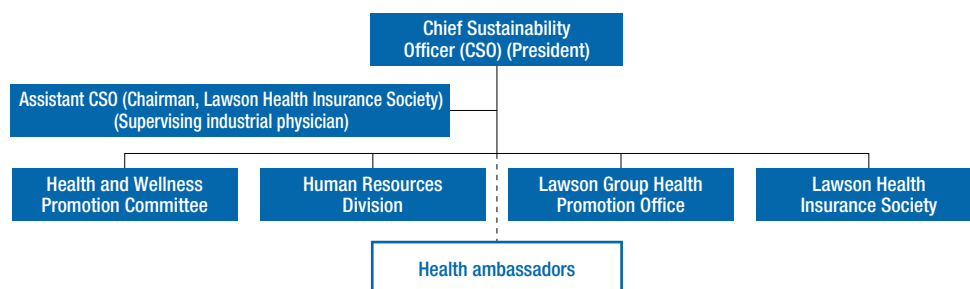 Chief Sustainability
Officer (CSO) (President)
Assistant CSO (Chairman, Lawson Health Insurance Society)
(Supervising industrial physician)
Health and Wellness
Promotion Committee
Human Resources
Division
Lawson Group Health
Promotion Office
Lawson Health
Insurance Society
Health ambassadors